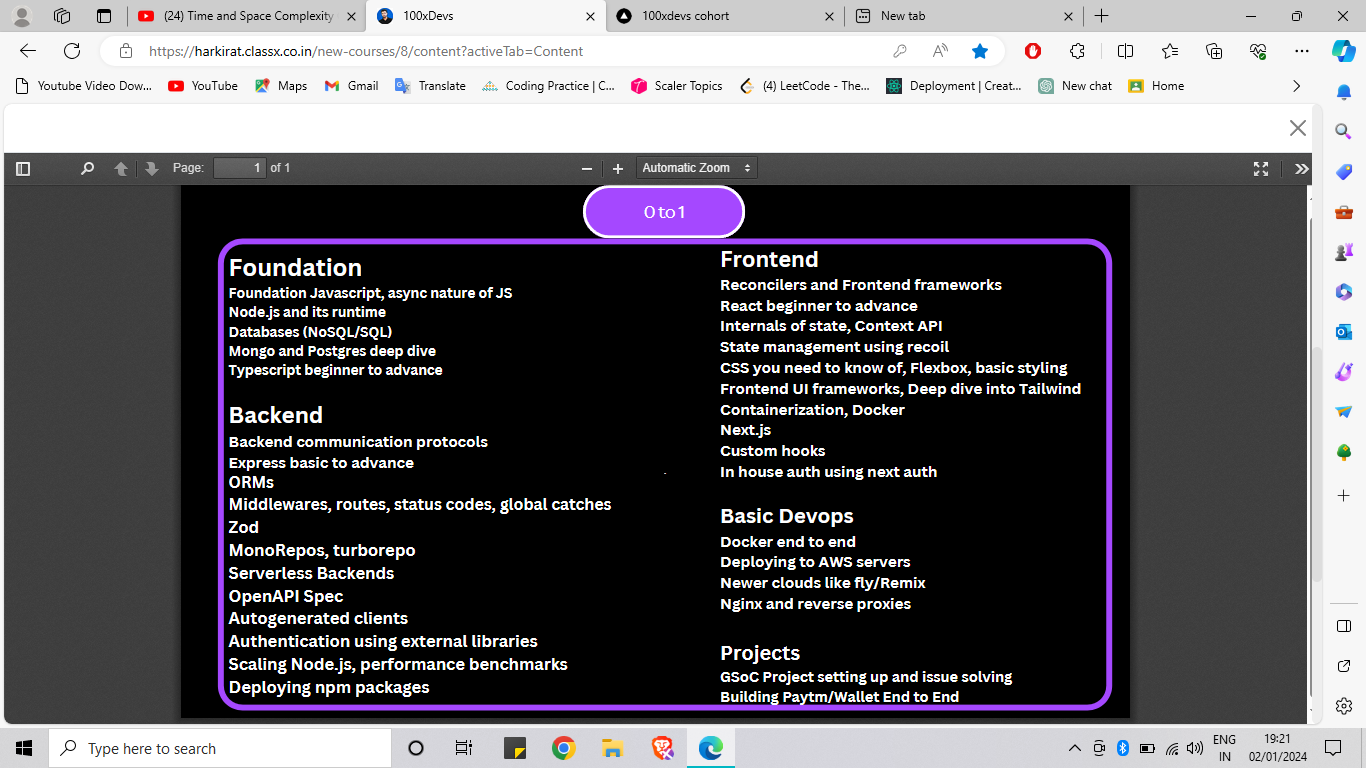 (24) Time and Space Complexity
100xDevs
100xdevs cohort
New tab
https://harkirat.classx.co.in/new-courses/8/content?activeTab=Content
Youtube Video Dow...
YouTube
Maps
Gmail
Translate
Coding Practice | C...
Scaler Topics
(4) LeetCode - The...
Deployment | Creat...
New chat
Home
Page: 1 of 1
Automatic Zoom
0 to 1
Foundation
Foundation Javascript, async nature of JS
Node.js and its runtime
Databases (NoSQL/SQL)
Mongo and Postgres deep dive
Typescript beginner to advance
Backend
Backend communication protocols
Express basic to advance
ORMs
Middlewares, routes, status codes, global catches
Zod
MonoRepos, turborepo
Serverless Backends
OpenAPI Spec
Autogenerated clients
Authentication using external libraries
Scaling Node.js, performance benchmarks
Deploying npm packages
Frontend
Reconcilers and Frontend frameworks
React beginner to advance
Internals of state, Context API
State management using recoil
CSS you need to know of, Flexbox, basic styling
Frontend UI frameworks, Deep dive into Tailwind
Containerization, Docker
Next.js
Custom hooks
In house auth using next auth
Basic Devops
Docker end to end
Deploying to AWS servers
Newer clouds like fly/Remix
Nginx and reverse proxies
Projects
GSoC Project setting up and issue solving
Building Paytm/Wallet End to End
Type here to search
ENG
IN
19:21
02/01/2024